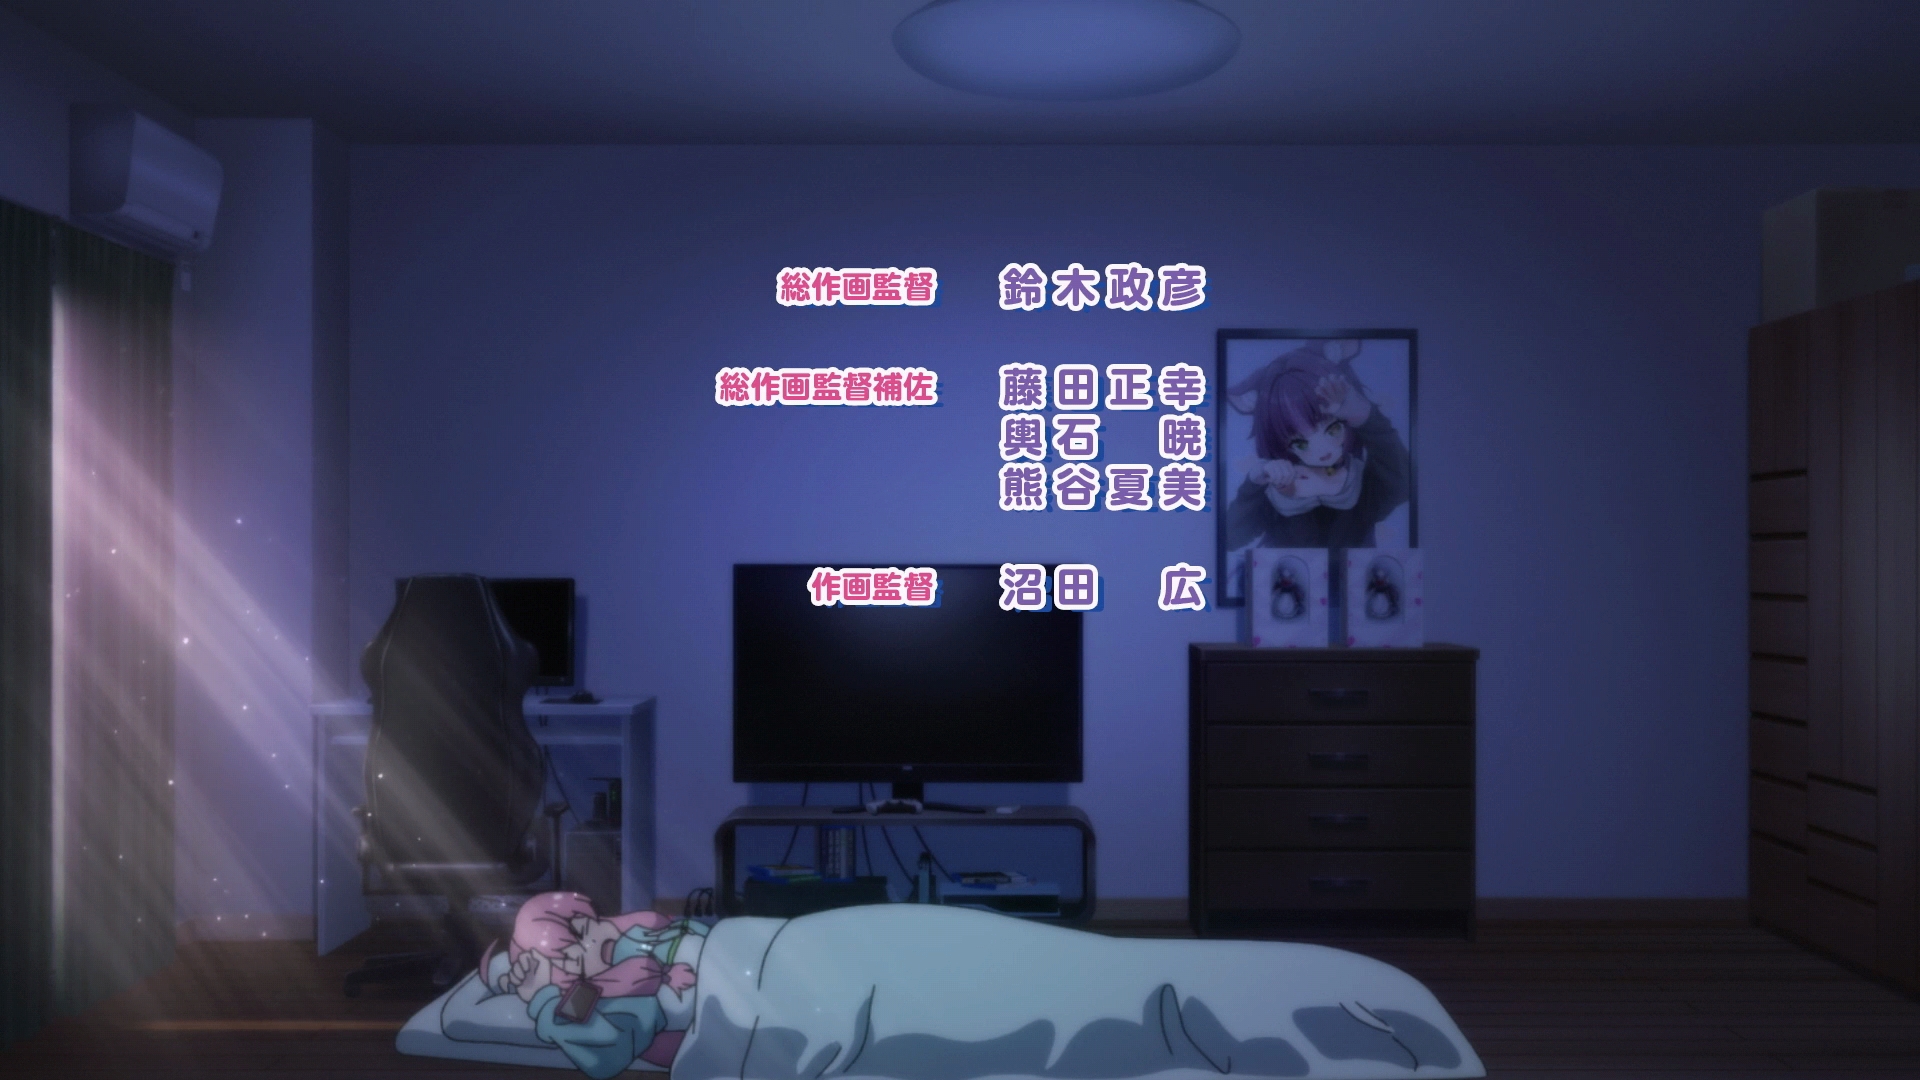 総作画監督 鈴木政彦
総作画監督補佐 藤田正幸
輿石 暁
熊谷夏美
作画監督 沼田 広